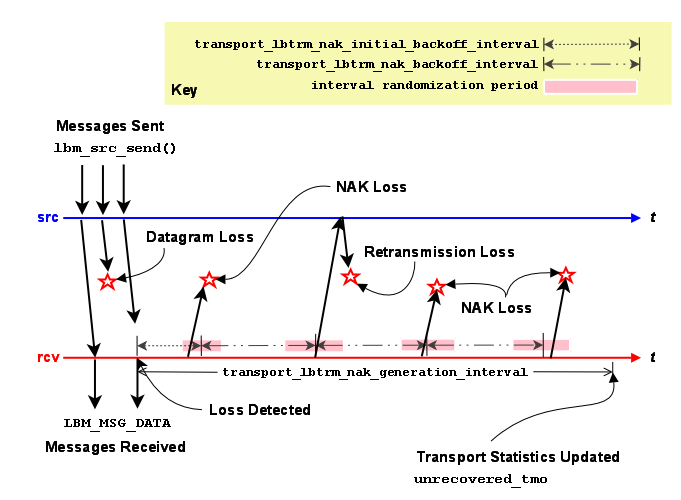 transport_lbtrm_nak_initial_backoff_interval
transport_lbtrm_nak_backoff_interval
interval randomization period
Key
Messages Sent
lbm_src_send()
NAK Loss
src
t
Datagram Loss
Retransmission Loss
NAK Loss
rcv
t
transport_lbtrm_nak_generation_interval
Loss Detected
LBM_MSG_DATA
Messages Received
Transport Statistics Updated
unrecovered_tmo